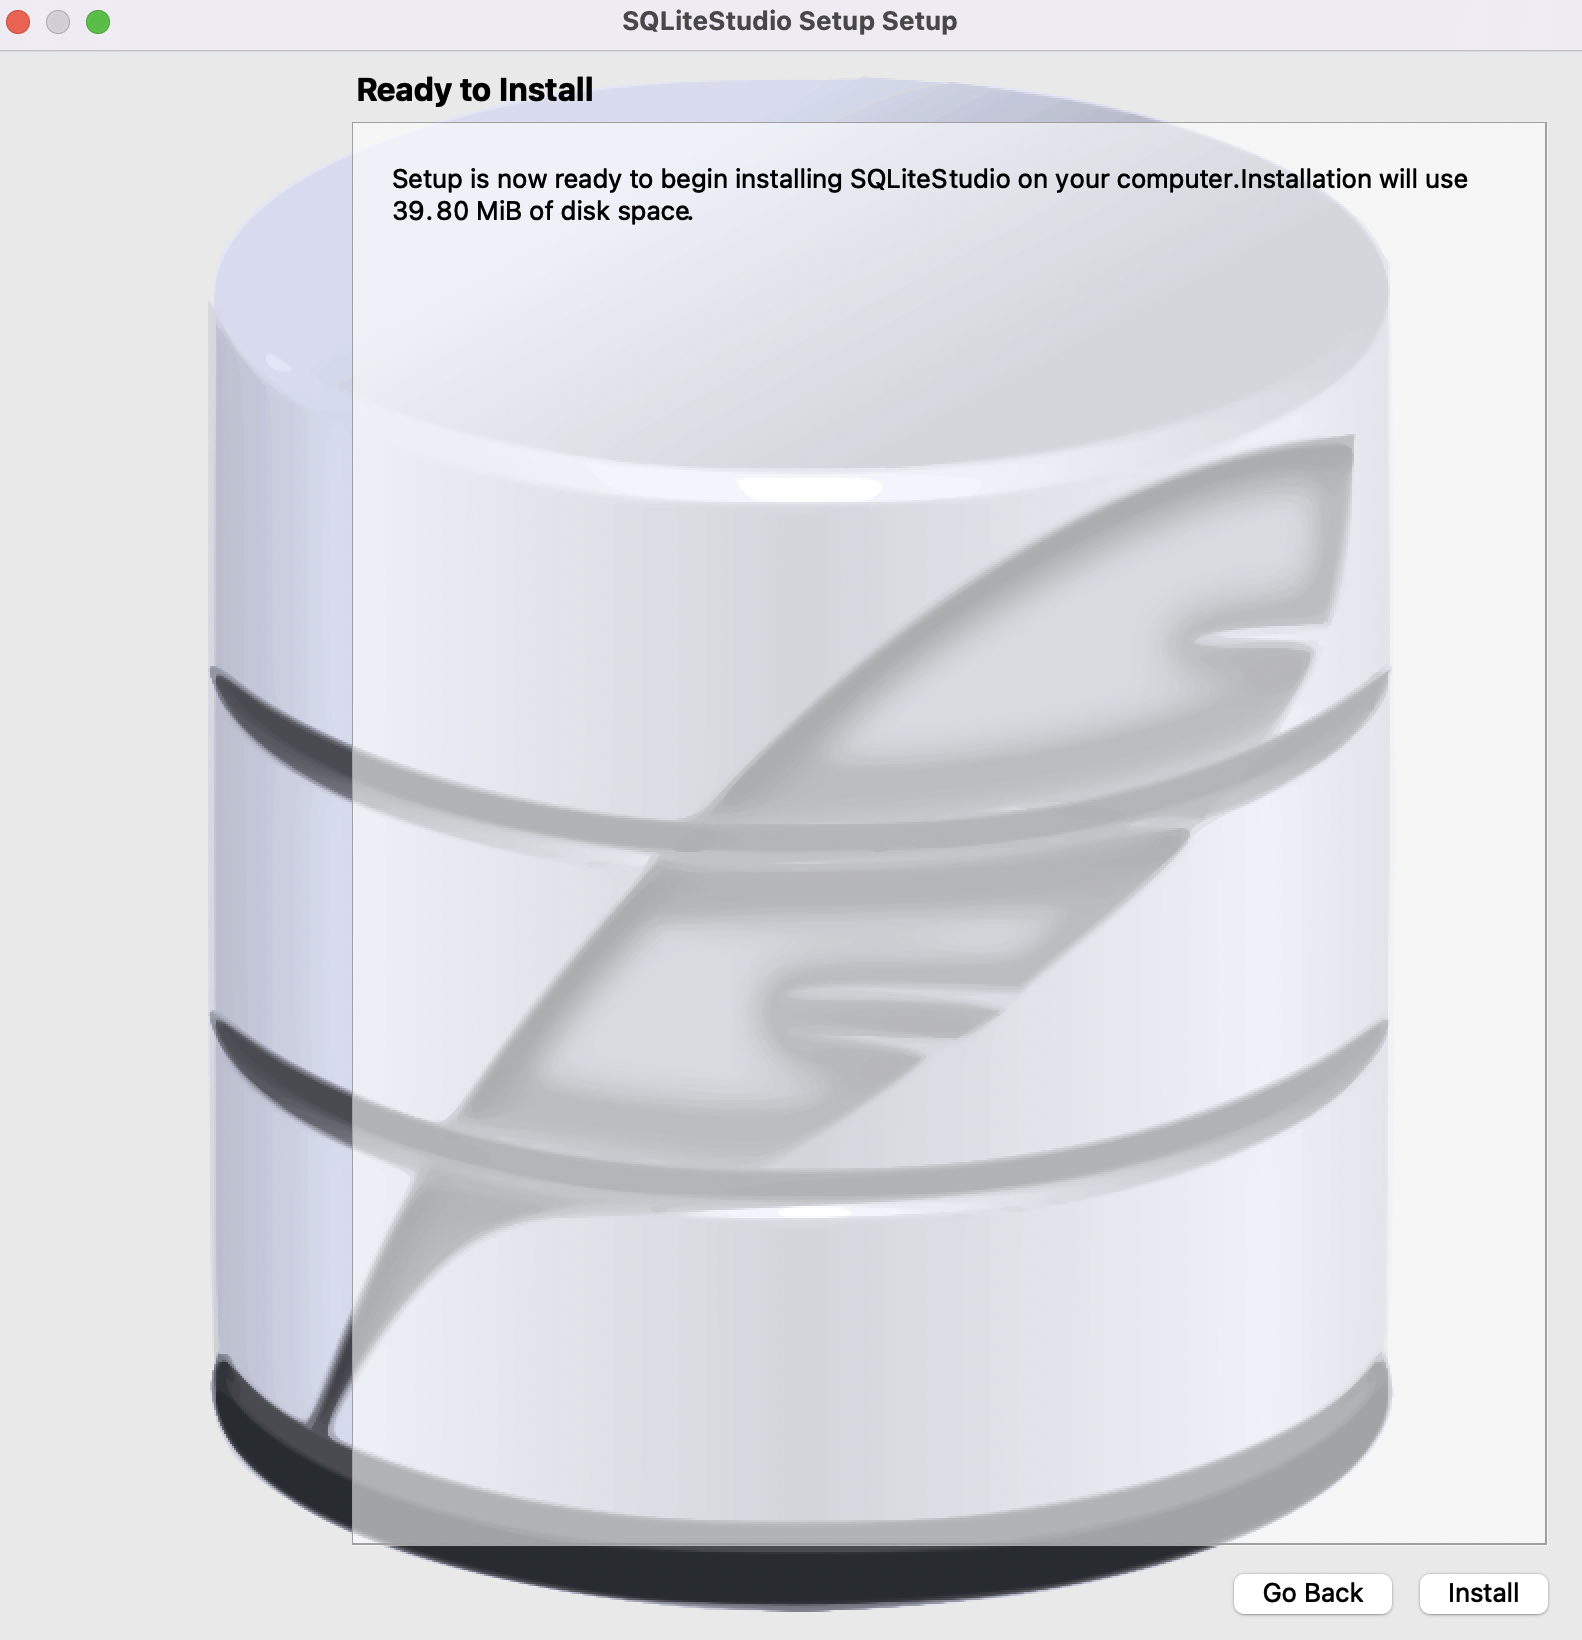 SQLiteStudio Setup Setup
Ready to Install
Setup is now ready to begin installing SQLiteStudio on your computer.Installation will use
39.80 MiB of disk space.
Go Back
Install